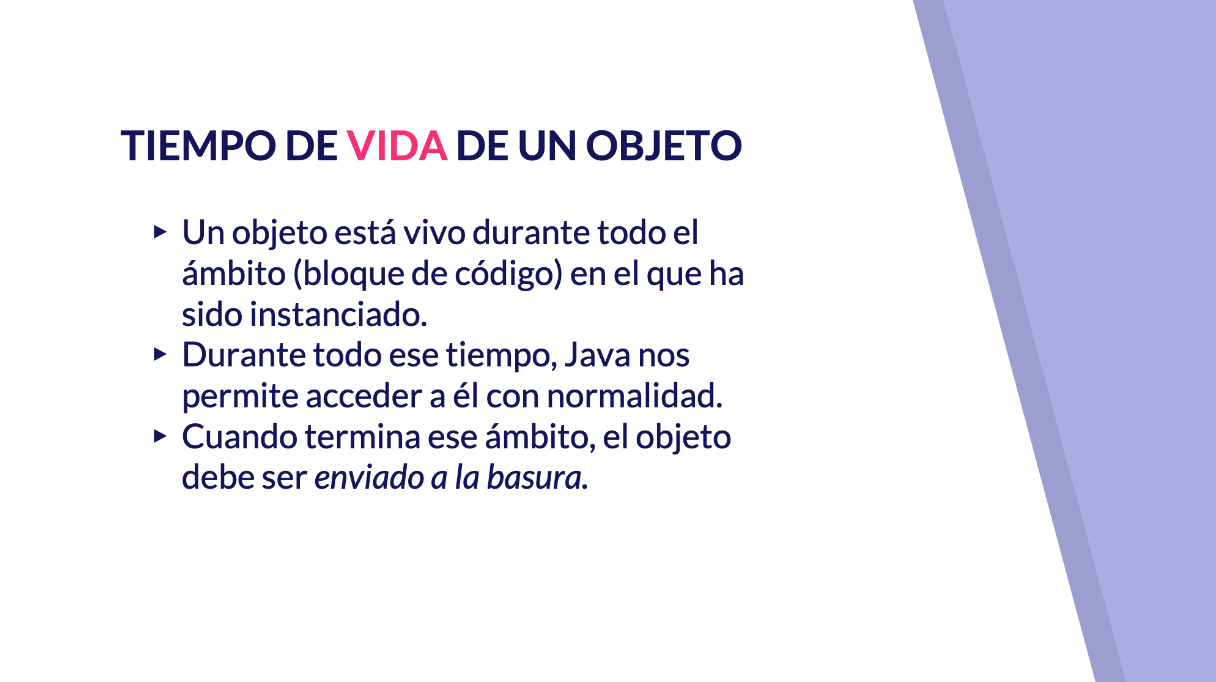 TIEMPO DE VIDA DE UN OBJETO
▸ Un objeto está vivo durante todo el
ámbito (bloque de código) en el que ha
sido instanciado.
▸ Durante todo ese tiempo, Java nos
permite acceder a él con normalidad.
▸ Cuando termina ese ámbito, el objeto
debe ser enviado a la basura.